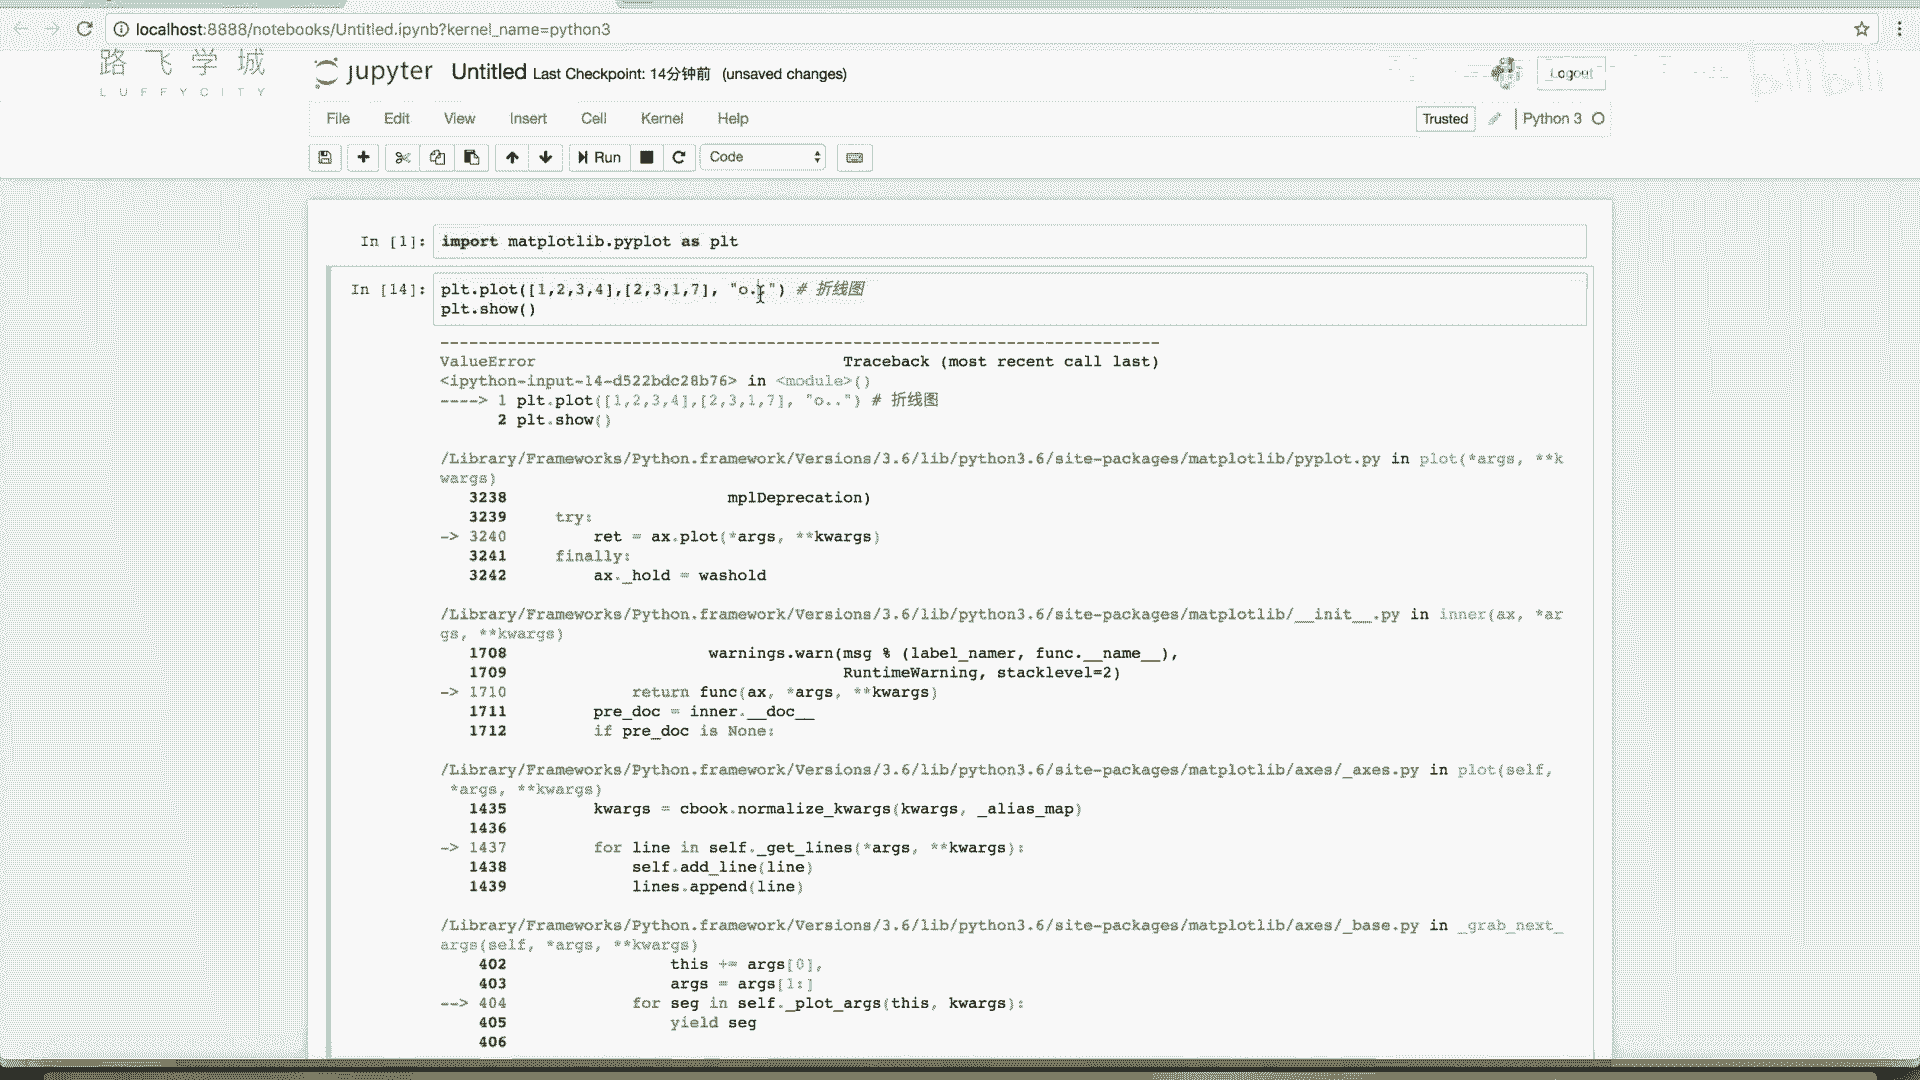 localhost:8888/notebooks/Untitled.ipynb?kernel_name=python3
路飞学城
LUFFYCITY
bilibili
jupyter Untitled Last Checkpoint: 14分钟前 (unsaved changes)
Logout
File Edit View Insert Cell Kernel Help
Trusted Python 3
Run Code
In [1]: import matplotlib.pyplot as plt
In [14]: plt.plot([1,2,3,4],[2,3,1,7], "o..") # 折线图
plt.show()
---------------------------------------------------------------------------
ValueError Traceback (most recent call last)
<ipython-input-14-d522bdc28b76> in <module>()
----> 1 plt.plot([1,2,3,4],[2,3,1,7], "o..") # 折线图
2 plt.show()
/Library/Frameworks/Python.framework/Versions/3.6/lib/python3.6/site-packages/matplotlib/pyplot.py in plot(*args, **k
wargs)
3238 mplDeprecation)
3239 try:
-> 3240 ret = ax.plot(*args, **kwargs)
3241 finally:
3242 ax._hold = washold
/Library/Frameworks/Python.framework/Versions/3.6/lib/python3.6/site-packages/matplotlib/__init__.py in inner(ax, *ar
gs, **kwargs)
1708 warnings.warn(msg % (label_namer, func.__name__),
1709 RuntimeWarning, stacklevel=2)
-> 1710 return func(ax, *args, **kwargs)
1711 pre_doc = inner.__doc__
1712 if pre_doc is None:
/Library/Frameworks/Python.framework/Versions/3.6/lib/python3.6/site-packages/matplotlib/axes/_axes.py in plot(self,
*args, **kwargs)
1435 kwargs = cbook.normalize_kwargs(kwargs, _alias_map)
1436
-> 1437 for line in self._get_lines(*args, **kwargs):
1438 self.add_line(line)
1439 lines.append(line)
/Library/Frameworks/Python.framework/Versions/3.6/lib/python3.6/site-packages/matplotlib/axes/_base.py in _grab_next_
args(self, *args, **kwargs)
402 this += args[0],
403 args = args[1:]
--> 404 for seg in self._plot_args(this, kwargs):
405 yield seg
406